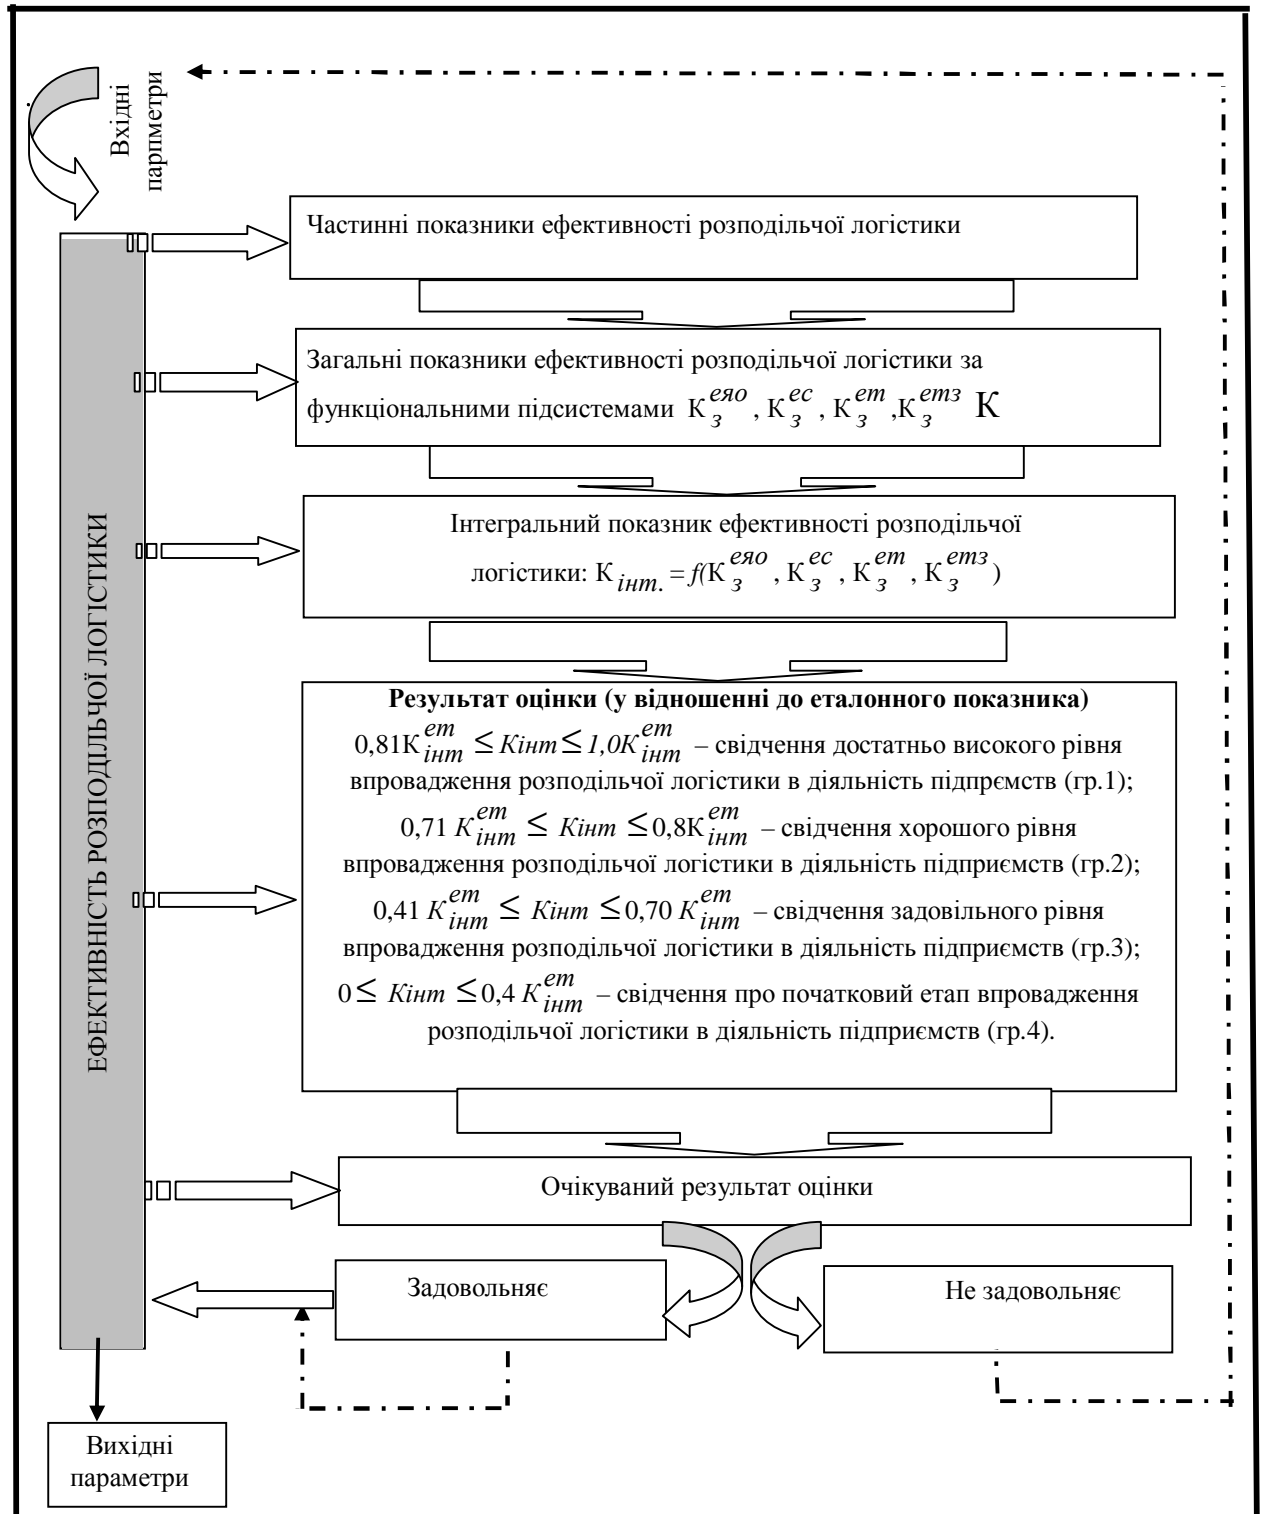 Вхідні
парпметри
Частинні показники ефективності розподільчої логістики
Загальні показники ефективності розподільчої логістики за
функціональними підсистемами К з еяо , К з ес , К з ет ,К з етз К
Інтегральний показник ефективності розподільчої
логістики: К інт. = f(К з еяо , К з ес , К з ет , К з етз )
ЕФЕКТИВНІСТЬ РОЗПОДІЛЬЧОЇ ЛОГІСТИКИ
Результат оцінки (у відношенні до еталонного показника)
0,81К інт ет ≤ Кінт ≤ 1,0К інт ет – свідчення достатньо високого рівня
впровадження розподільчої логістики в діяльність підпрємств (гр.1);
0,71 К інт ет ≤ Кінт ≤0,8К інт ет – свідчення хорошого рівня
впровадження розподільчої логістики в діяльність підприємств (гр.2);
0,41 К інт ет ≤ Кінт ≤0,70 К інт ет – свідчення задовільного рівня
впровадження розподільчої логістики в діяльність підприємств (гр.3);
0 ≤ Кінт ≤0,4 К інт ет – свідчення про початковий етап впровадження
розподільчої логістики в діяльність підприємств (гр.4).
Очікуваний результат оцінки
Задовольняє
Не задовольняє
Вихідні
параметри